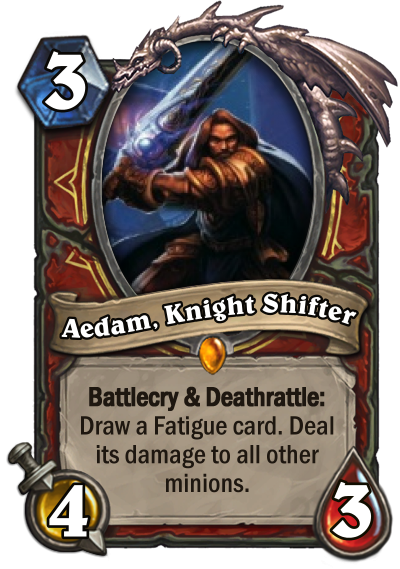 3
Aedam, Knight Shifter
Battlecry & Deathrattle:
Draw a Fatigue card. Deal
its damage to all other
minions.
4
3